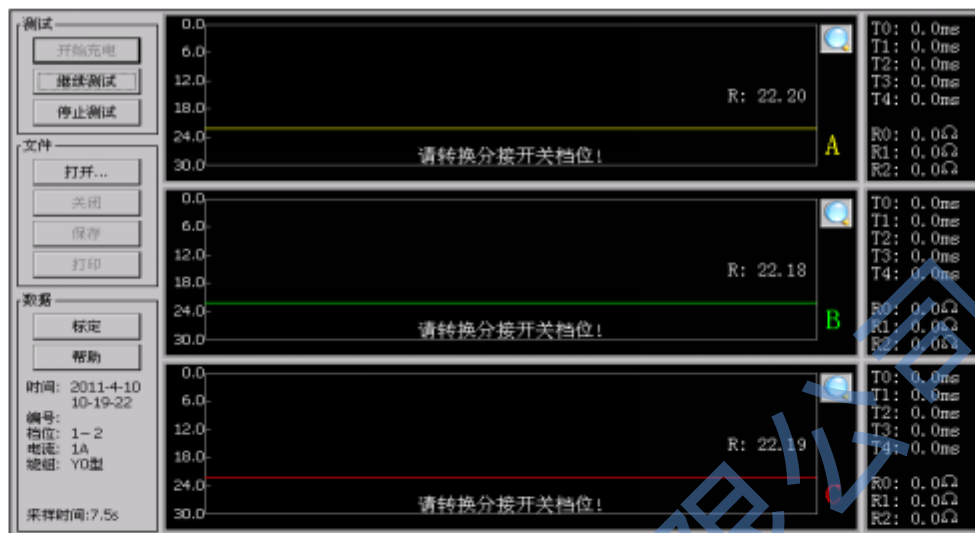 测试
开始充电
继续测试
停止测试
文件
打开...
关闭
保存
打印
数据
标定
帮助
时间: 2011-4-10
10-19-22
编号:
档位: 1-2
电流: 1A
绕组: Y0型
采样时间:7.5s
0.0
6.0
12.0
18.0
24.0
30.0
R: 22.20
请转换分接开关档位!
A
T0: 0.0ms
T1: 0.0ms
T2: 0.0ms
T3: 0.0ms
T4: 0.0ms
R0: 0.0Ω
R1: 0.0Ω
R2: 0.0Ω
0.0
6.0
12.0
18.0
24.0
30.0
R: 22.18
请转换分接开关档位!
B
T0: 0.0ms
T1: 0.0ms
T2: 0.0ms
T3: 0.0ms
T4: 0.0ms
R0: 0.0Ω
R1: 0.0Ω
R2: 0.0Ω
0.0
6.0
12.0
18.0
24.0
30.0
R: 22.19
请转换分接开关档位!
C
T0: 0.0ms
T1: 0.0ms
T2: 0.0ms
T3: 0.0ms
T4: 0.0ms
R0: 0.0Ω
R1: 0.0Ω
R2: 0.0Ω
限公司